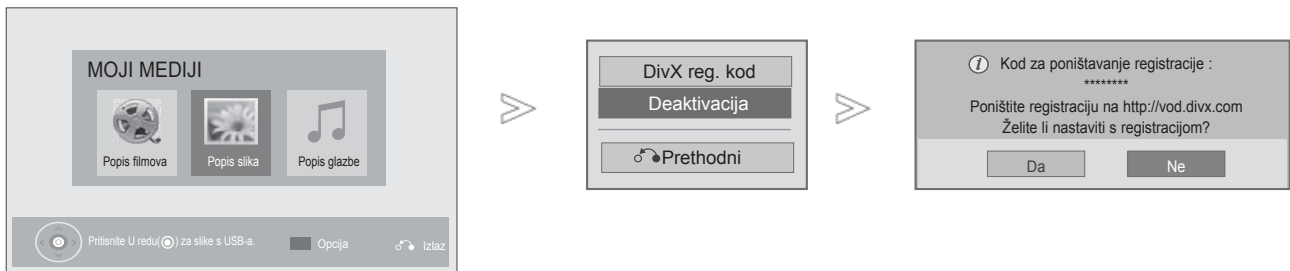 MOJI MEDIJI
Popis filmova
Popis slika
Popis glazbe
Pritisnite U redu(◉) za slike s USB-a.
Opcija
Izlaz
DivX reg. kod
Deaktivacija
Prethodni
Kod za poništavanje registracije :
********
Poništite registraciju na http://vod.divx.com
Želite li nastaviti s registracijom?
Da
Ne